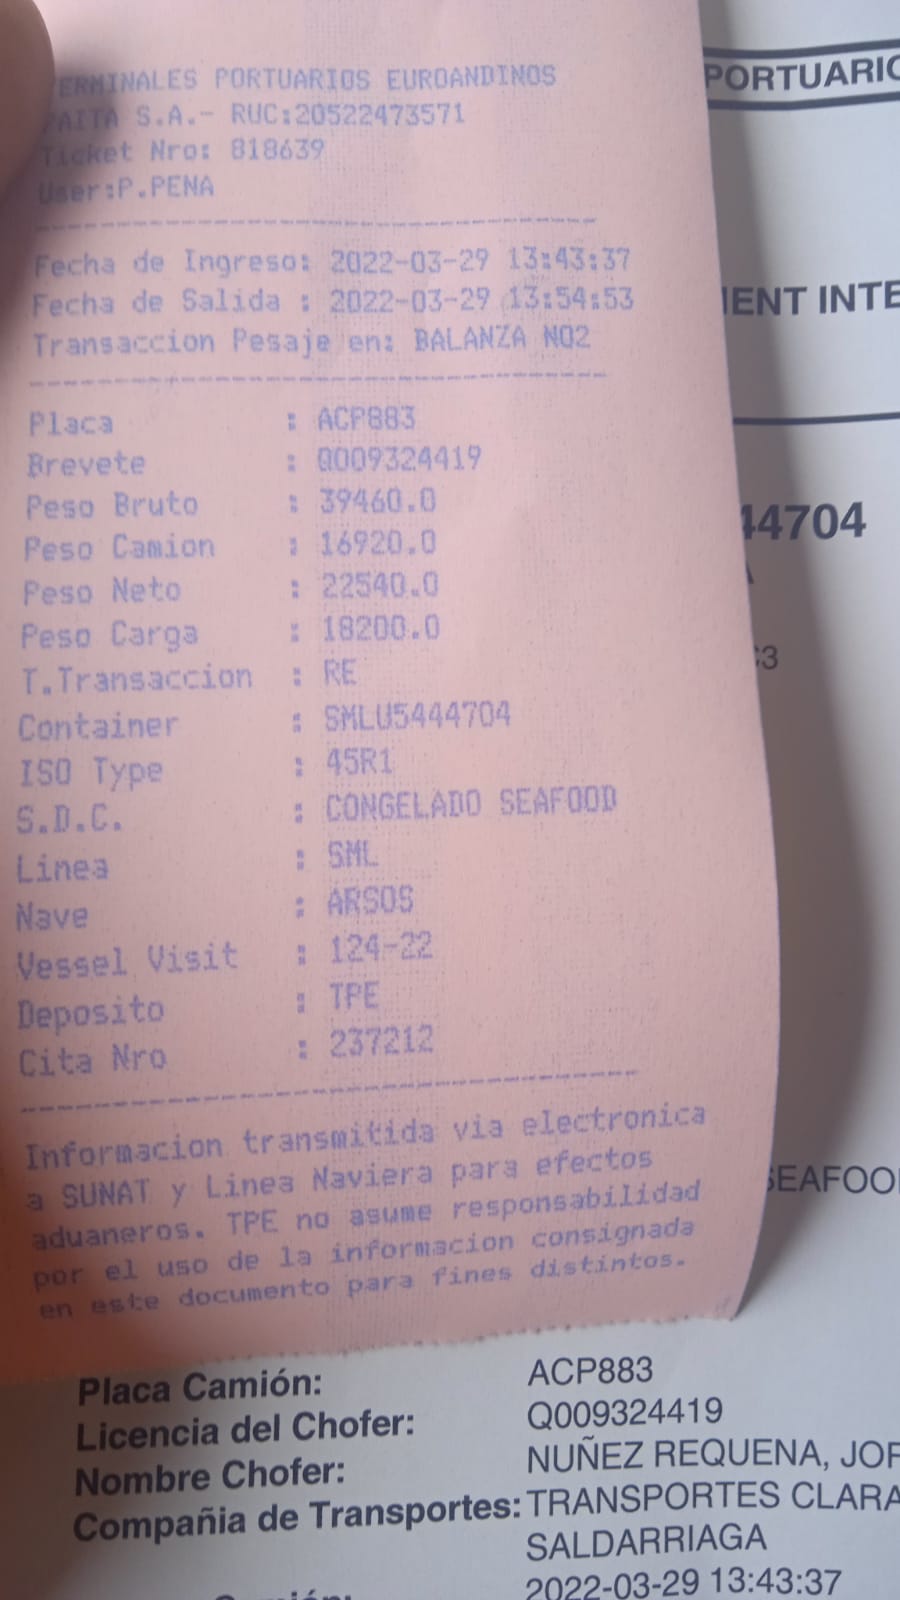 TERMINALES PORTUARIOS EUROANDINOS
PAITA S.A.- RUC:20522473571
Ticket Nro: 818639
User:P.PENA
Fecha de Ingreso: 2022-03-29 13:43:37
Fecha de Salida : 2022-03-29 13:54:53
Transaccion Pesaje en: BALANZA NO2
Placa : ACP883
Brevete : Q009324419
Peso Bruto : 39460.0
Peso Camion : 16920.0
Peso Neto : 22540.0
Peso Carga : 18200.0
T.Transaccion : RE
Container : SMLU5444704
ISO Type : 45R1
S.D.C. : CONGELADO SEAFOOD
Linea : SML
Nave : ARSOS
Vessel Visit : 124-22
Deposito : TPE
Cita Nro : 237212
Informacion transmitida via electronica
a SUNAT y Linea Naviera para efectos
aduaneros. TPE no asume responsabilidad
por el uso de la informacion consignada
en este documento para fines distintos.
PORTUARIO
IENT INTE
44704
C3
SEAFOO
Placa Camión: ACP883
Licencia del Chofer: Q009324419
Nombre Chofer: NUÑEZ REQUENA, JOR
Compañia de Transportes: TRANSPORTES CLARA
SALDARRIAGA
2022-03-29 13:43:37